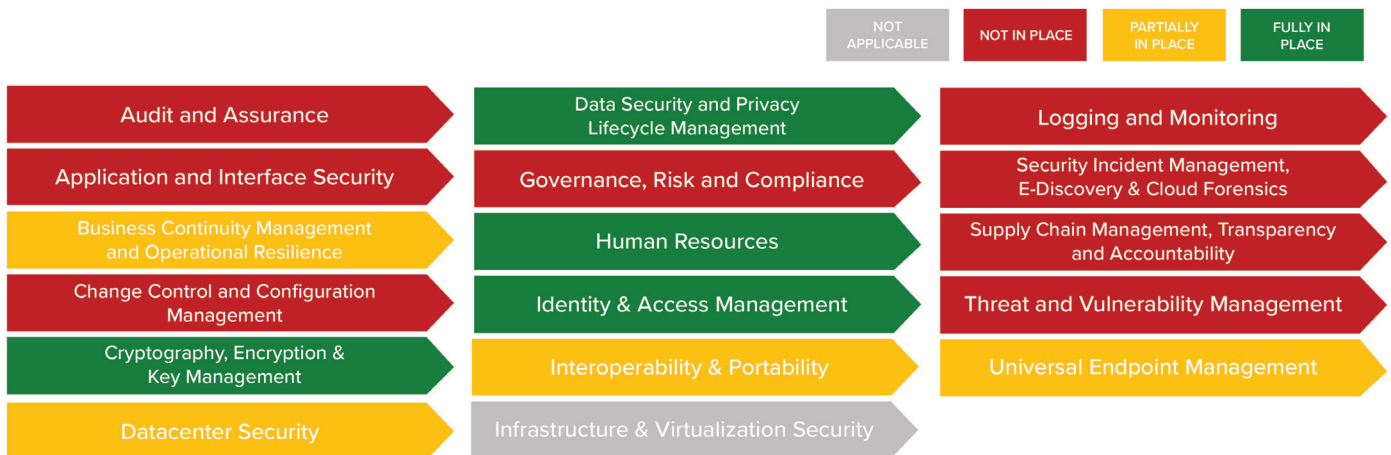 NOT
APPLICABLE
NOT IN PLACE
PARTIALLY
IN PLACE
FULLY IN
PLACE
Audit and Assurance
Application and Interface Security
Business Continuity Management
and Operational Resilience
Change Control and Configuration
Management
Cryptography, Encryption &
Key Management
Datacenter Security
Data Security and Privacy
Lifecycle Management
Governance, Risk and Compliance
Human Resources
Identity & Access Management
Interoperability & Portability
Infrastructure & Virtualization Security
Logging and Monitoring
Security Incident Management,
E-Discovery & Cloud Forensics
Supply Chain Management, Transparency
and Accountability
Threat and Vulnerability Management
Universal Endpoint Management